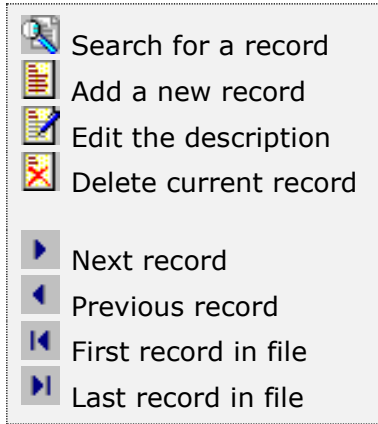 Search for a record
Add a new record
Edit the description
Delete current record
Next record
Previous record
First record in file
Last record in file